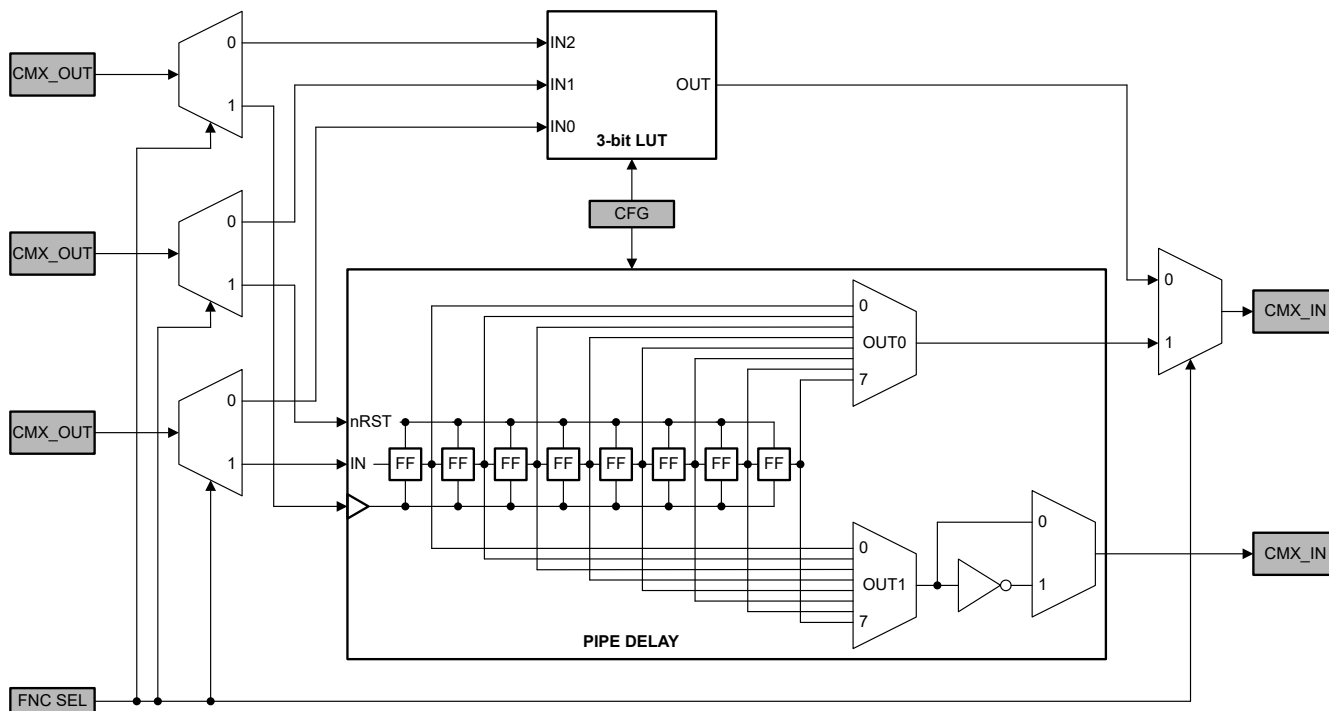 CMX_OUT
0
1
IN2
IN1
IN0
OUT
3-bit LUT
CMX_OUT
0
1
CFG
CMX_OUT
0
1
nRST
IN
FF
FF
FF
FF
FF
FF
FF
FF
0
OUT0
7
0
OUT1
7
0
1
PIPE DELAY
0
1
CMX_IN
CMX_IN
FNC SEL